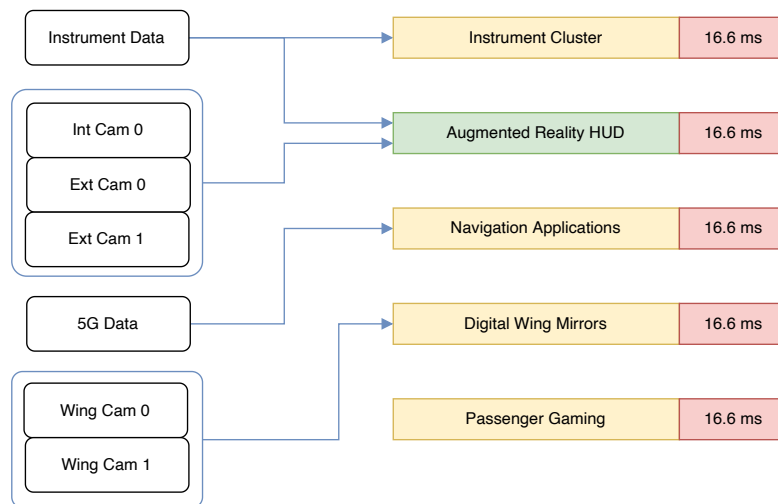 Instrument Data
Instrument Cluster
16.6 ms
Int Cam 0
Ext Cam 0
Ext Cam 1
Augmented Reality HUD
16.6 ms
Navigation Applications
16.6 ms
5G Data
Digital Wing Mirrors
16.6 ms
Wing Cam 0
Wing Cam 1
Passenger Gaming
16.6 ms